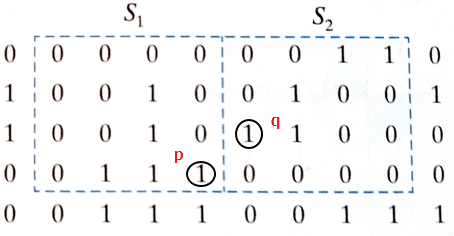 S₁ S₂
0 0 0 0 0 0 0 1 1 0
1 0 0 1 0 0 1 0 0 1
1 0 0 1 0 1 q 1 0 0 0
p
0 0 1 1 1 0 0 0 0 0
0 0 1 1 1 0 0 1 1 1